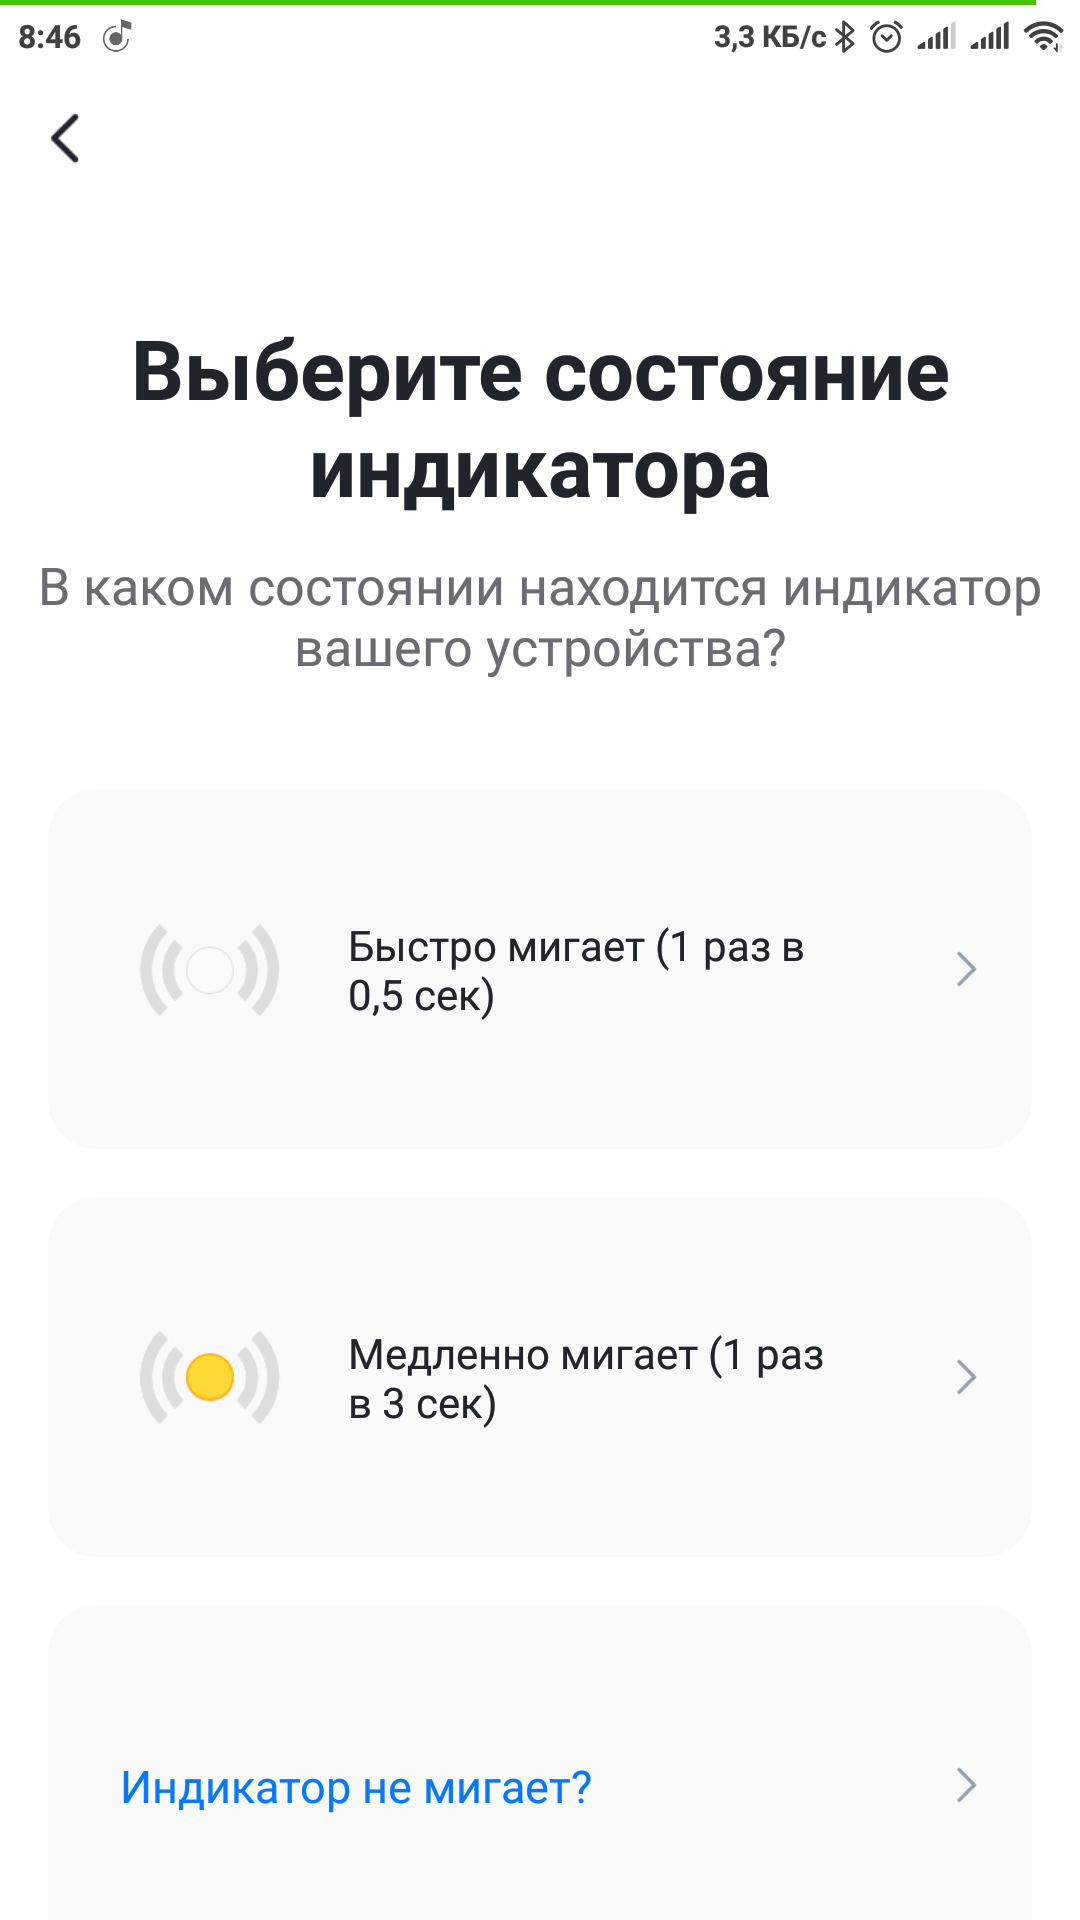 8:46 3,3 КБ/с
Выберите состояние
индикатора
В каком состоянии находится индикатор
вашего устройства?
Быстро мигает (1 раз в
0,5 сек)
Медленно мигает (1 раз
в 3 сек)
Индикатор не мигает?